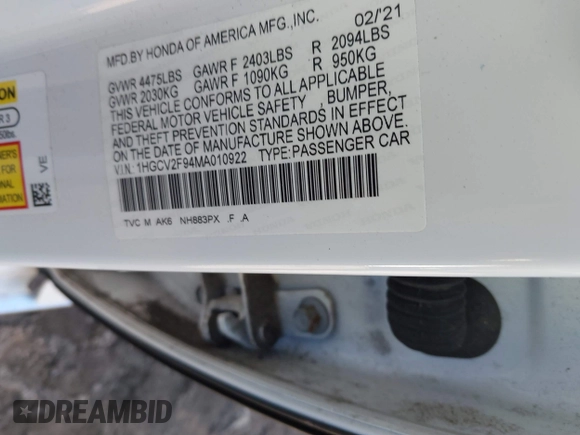 MFD.BY HONDA OF AMERICA MFG.,INC. 02/'21
GVWR 4475LBS GAWR F 2403LBS R 2094LBS
GVWR 2030KG GAWR F 1090KG R 950KG
THIS VEHICLE CONFORMS TO ALL APPLICABLE
FEDERAL MOTOR VEHICLE SAFETY , BUMPER,
AND THEFT PREVENTION STANDARDS IN EFFECT
ON THE DATE OF MANUFACTURE SHOWN ABOVE.
V.I.N.: 1HGCV2F94MA010922 TYPE:PASSENGER CAR
TVC M AK6 NH883PX .F .A
VE
DREAMBID